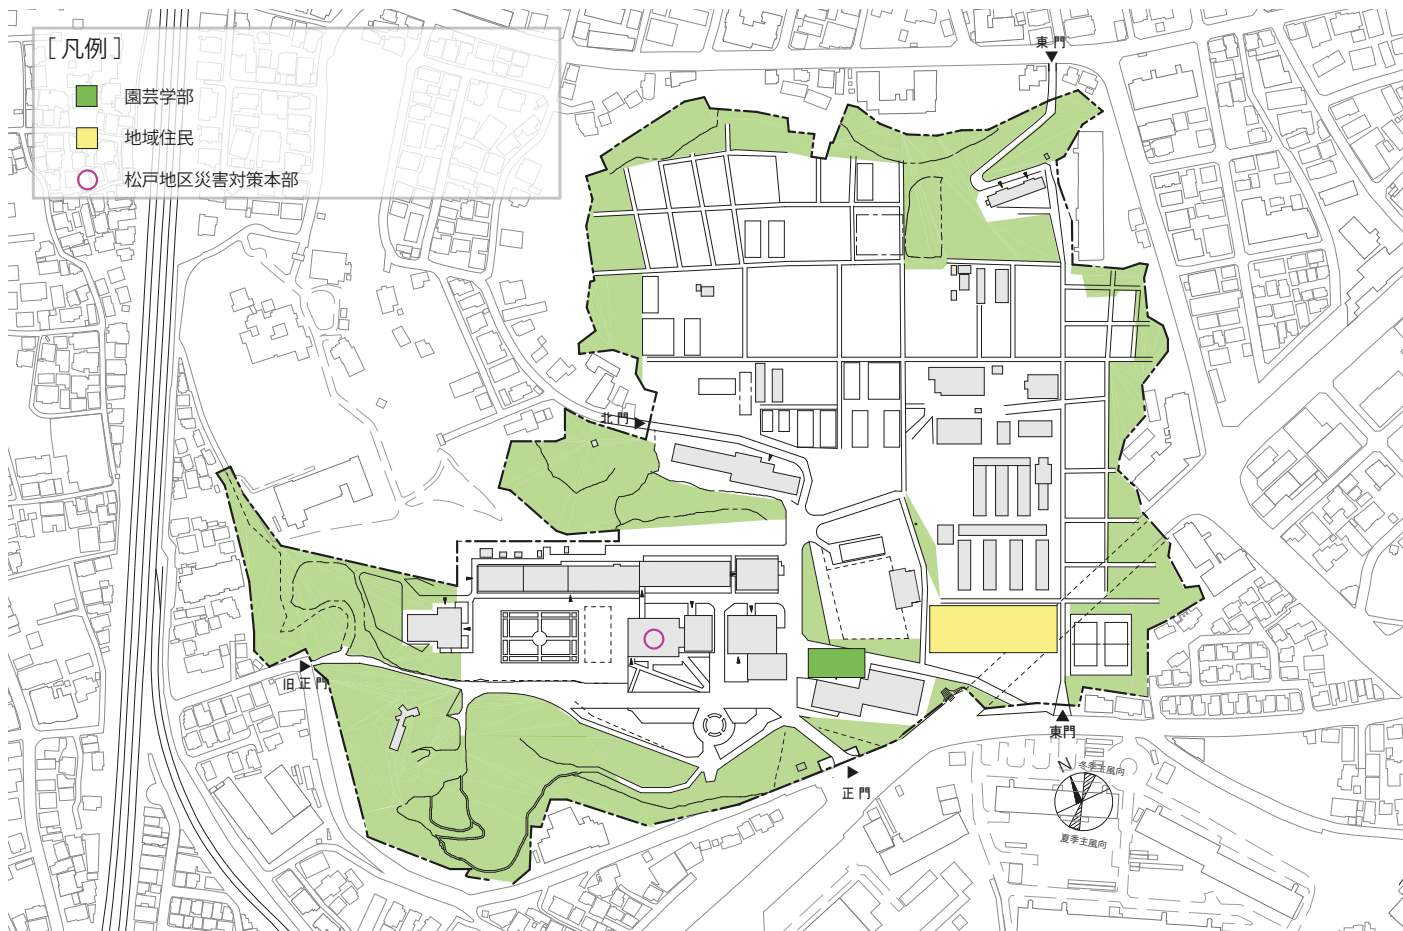 ［凡例］
園芸学部
地域住民
松戸地区災害対策本部
東門
北門
旧正門
東門
正門
N
冬季主風向
夏季主風向